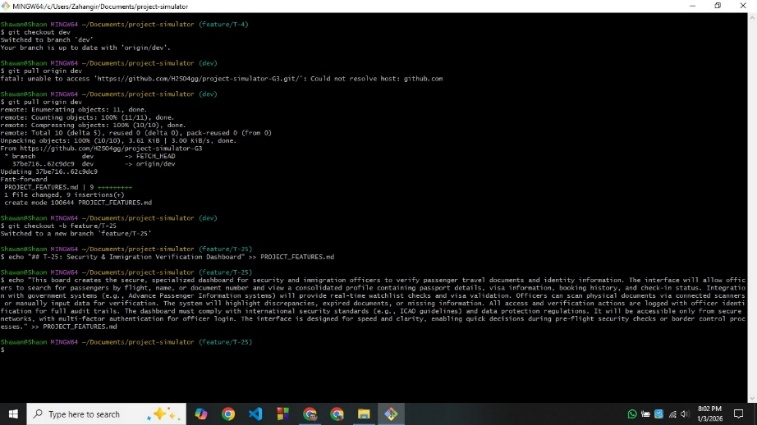 MINGW64:/c/Users/Zahangir/Documents/project-simulator
Shawan@Shaon MINGW64 ~/Documents/project-simulator (feature/T-4)
$ git checkout dev
Switched to branch 'dev'
Your branch is up to date with 'origin/dev'.
Shawan@Shaon MINGW64 ~/Documents/project-simulator (dev)
$ git pull origin dev
fatal: unable to access 'https://github.com/H2SO4gg/project-simulator-G3.git/': Could not resolve host: github.com
Shawan@Shaon MINGW64 ~/Documents/project-simulator (dev)
$ git pull origin dev
remote: Enumerating objects: 11, done.
remote: Counting objects: 100% (11/11), done.
remote: Compressing objects: 100% (10/10), done.
remote: Total 10 (delta 5), reused 0 (delta 0), pack-reused 0 (from 0)
Unpacking objects: 100% (10/10), 3.61 KiB | 3.00 KiB/s, done.
From https://github.com/H2SO4gg/project-simulator-G3
* branch dev -> FETCH_HEAD
37be716..62c9dc9 dev -> origin/dev
Updating 37be716..62c9dc9
Fast-forward
PROJECT_FEATURES.md | 9 +++++++++
1 file changed, 9 insertions(+)
create mode 100644 PROJECT_FEATURES.md
Shawan@Shaon MINGW64 ~/Documents/project-simulator (dev)
$ git checkout -b feature/T-25
Switched to a new branch 'feature/T-25'
Shawan@Shaon MINGW64 ~/Documents/project-simulator (feature/T-25)
$ echo "## T-25: Security & Immigration Verification Dashboard" >> PROJECT_FEATURES.md
Shawan@Shaon MINGW64 ~/Documents/project-simulator (feature/T-25)
$ echo "This board creates the secure, specialized dashboard for security and immigration officers to verify passenger travel documents and identity information. The interface will allow offic
ers to search for passengers by flight, name, or document number and view a consolidated profile containing passport details, visa information, booking history, and check-in status. Integratio
n with government systems (e.g., Advance Passenger Information systems) will provide real-time watchlist checks and visa validation. Officers can scan physical documents via connected scanners
or manually input data for verification. The system will highlight discrepancies, expired documents, or missing information. All access and verification actions are logged with officer identi
fication for full audit trails. The dashboard must comply with international security standards (e.g., ICAO guidelines) and data protection regulations. It will be accessible only from secure
networks, with multi-factor authentication for officer login. The interface is designed for speed and clarity, enabling quick decisions during pre-flight security checks or border control proc
esses." >> PROJECT_FEATURES.md
Shawan@Shaon MINGW64 ~/Documents/project-simulator (feature/T-25)
$
Type here to search
8:02 PM
1/3/2026